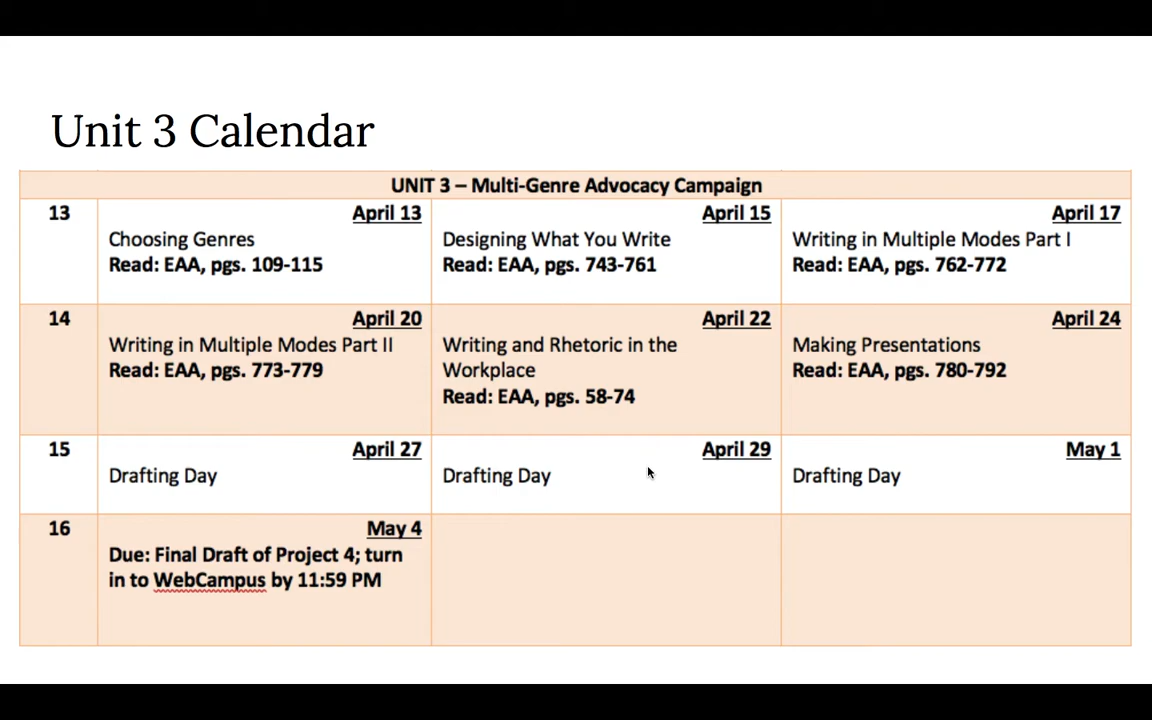 Unit 3 Calendar
UNIT 3 – Multi-Genre Advocacy Campaign
13
April 13
Choosing Genres
Read: EAA, pgs. 109-115
April 15
Designing What You Write
Read: EAA, pgs. 743-761
April 17
Writing in Multiple Modes Part I
Read: EAA, pgs. 762-772
14
April 20
Writing in Multiple Modes Part II
Read: EAA, pgs. 773-779
April 22
Writing and Rhetoric in the
Workplace
Read: EAA, pgs. 58-74
April 24
Making Presentations
Read: EAA, pgs. 780-792
15
April 27
Drafting Day
April 29
Drafting Day
May 1
Drafting Day
16
May 4
Due: Final Draft of Project 4; turn
in to WebCampus by 11:59 PM